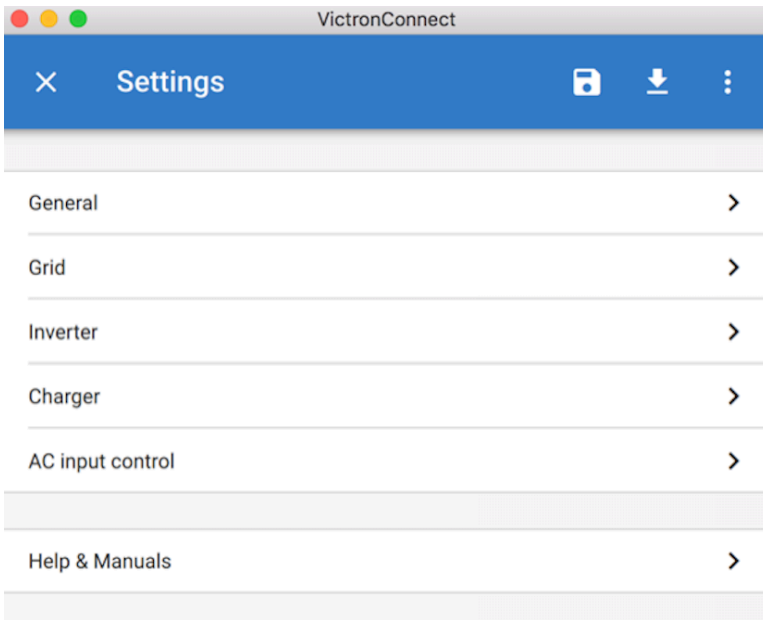 VictronConnect
Settings
General
Grid
Inverter
Charger
AC input control
Help & Manuals